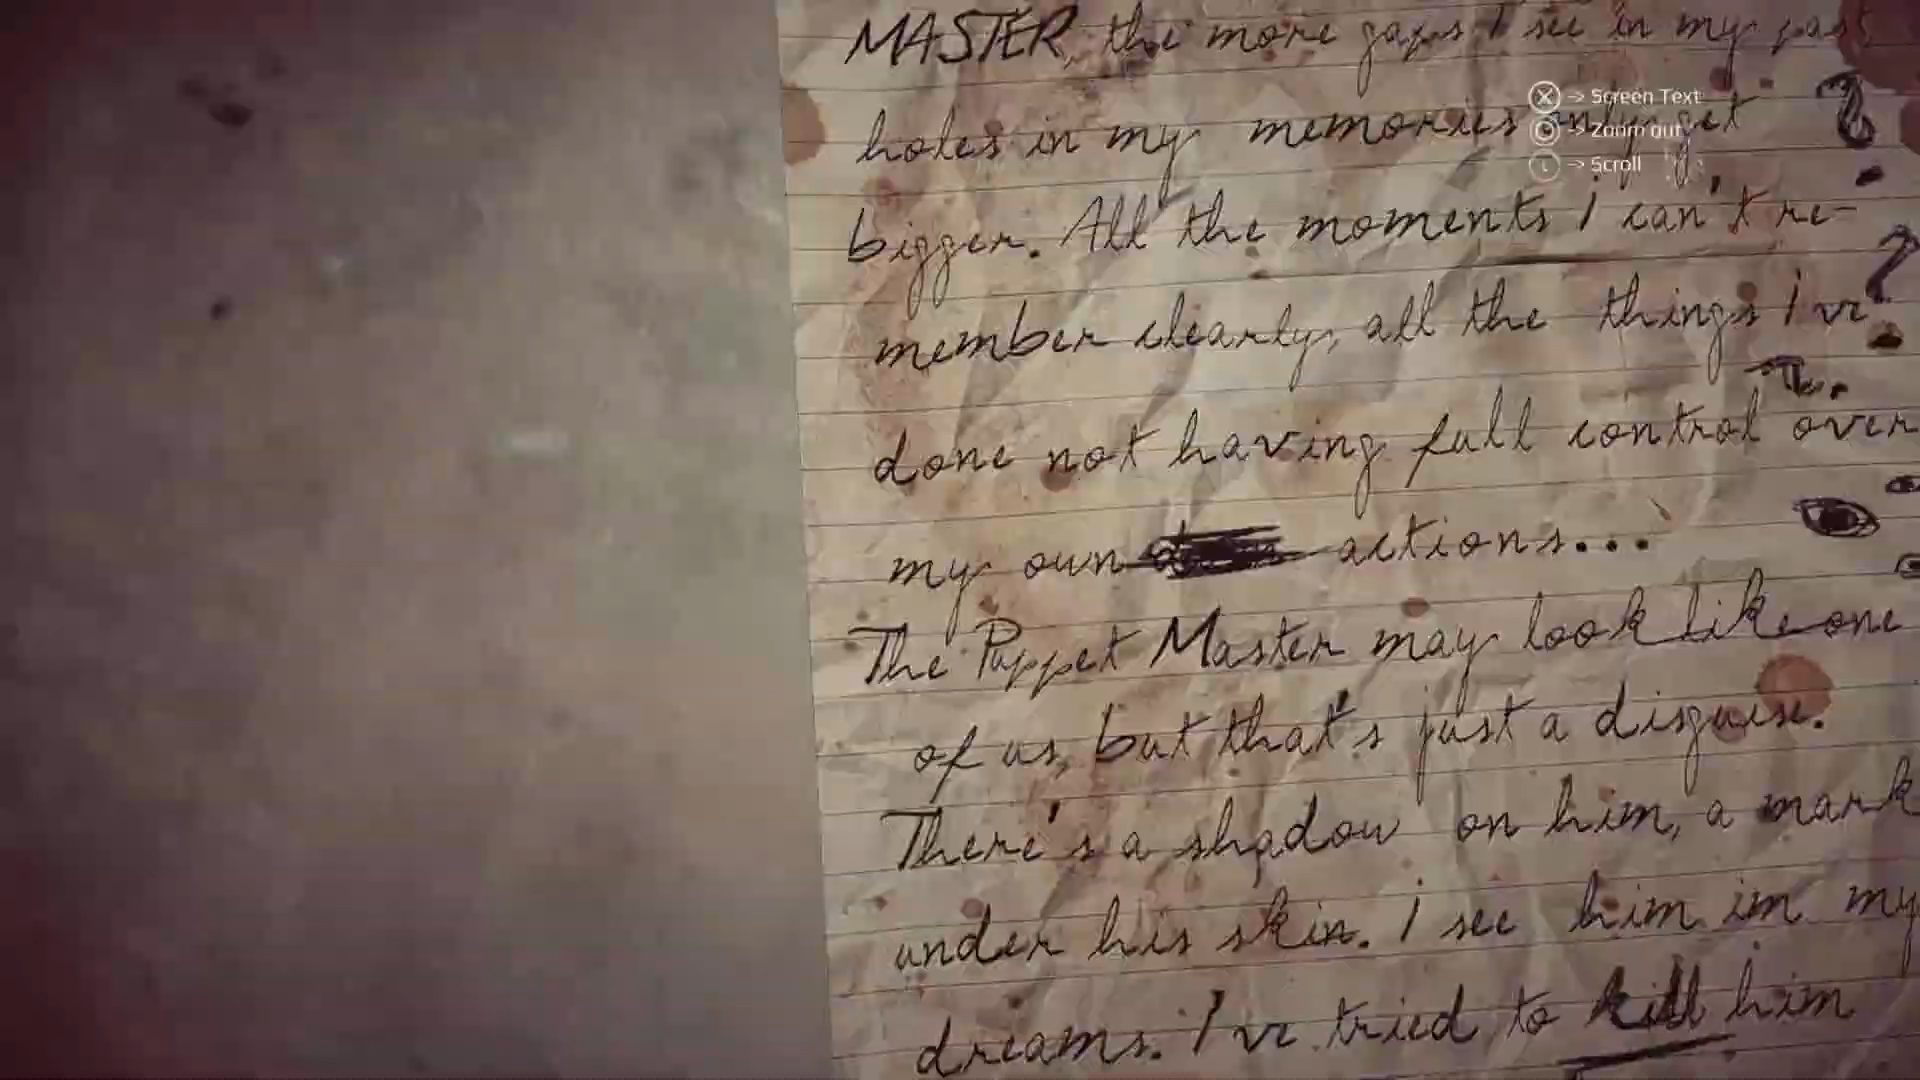 MASTER, the more gaps I see in my past,
holes in my memories only get
bigger. All the moments I can't re-
member clearly, all the things I've
done not having full control over
my own actions...
The Puppet Master may look like one
of us, but that's just a disguise.
There's a shadow on him, a mark
under his skin. I see him im my
dreams. I've tried to kill him
X -> Screen Text
O -> Zoom out
L -> Scroll